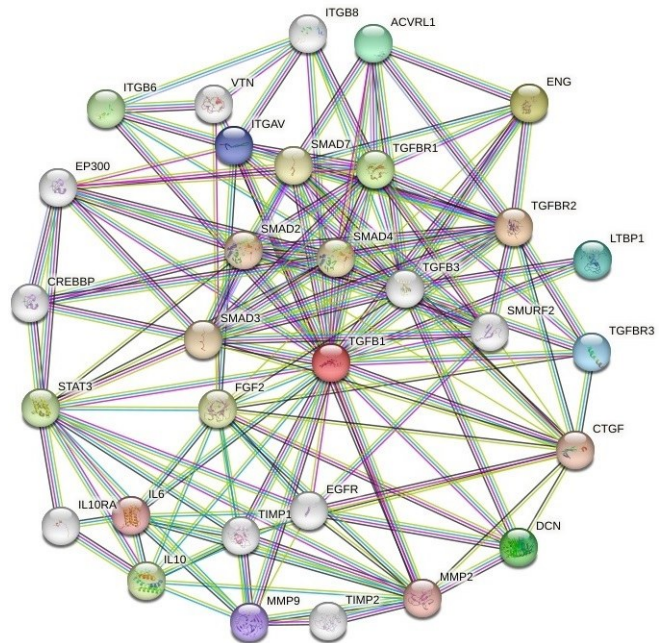 ITGB8
ACVRL1
ITGB6
VTN
ENG
ITGAV
SMAD7
TGFBR1
EP300
TGFBR2
SMAD2
SMAD4
LTBP1
TGFB3
CREBBP
SMAD3
SMURF2
TGFB1
TGFBR3
STAT3
FGF2
CTGF
IL10RA
IL6
EGFR
TIMP1
DCN
IL10
MMP2
MMP9
TIMP2